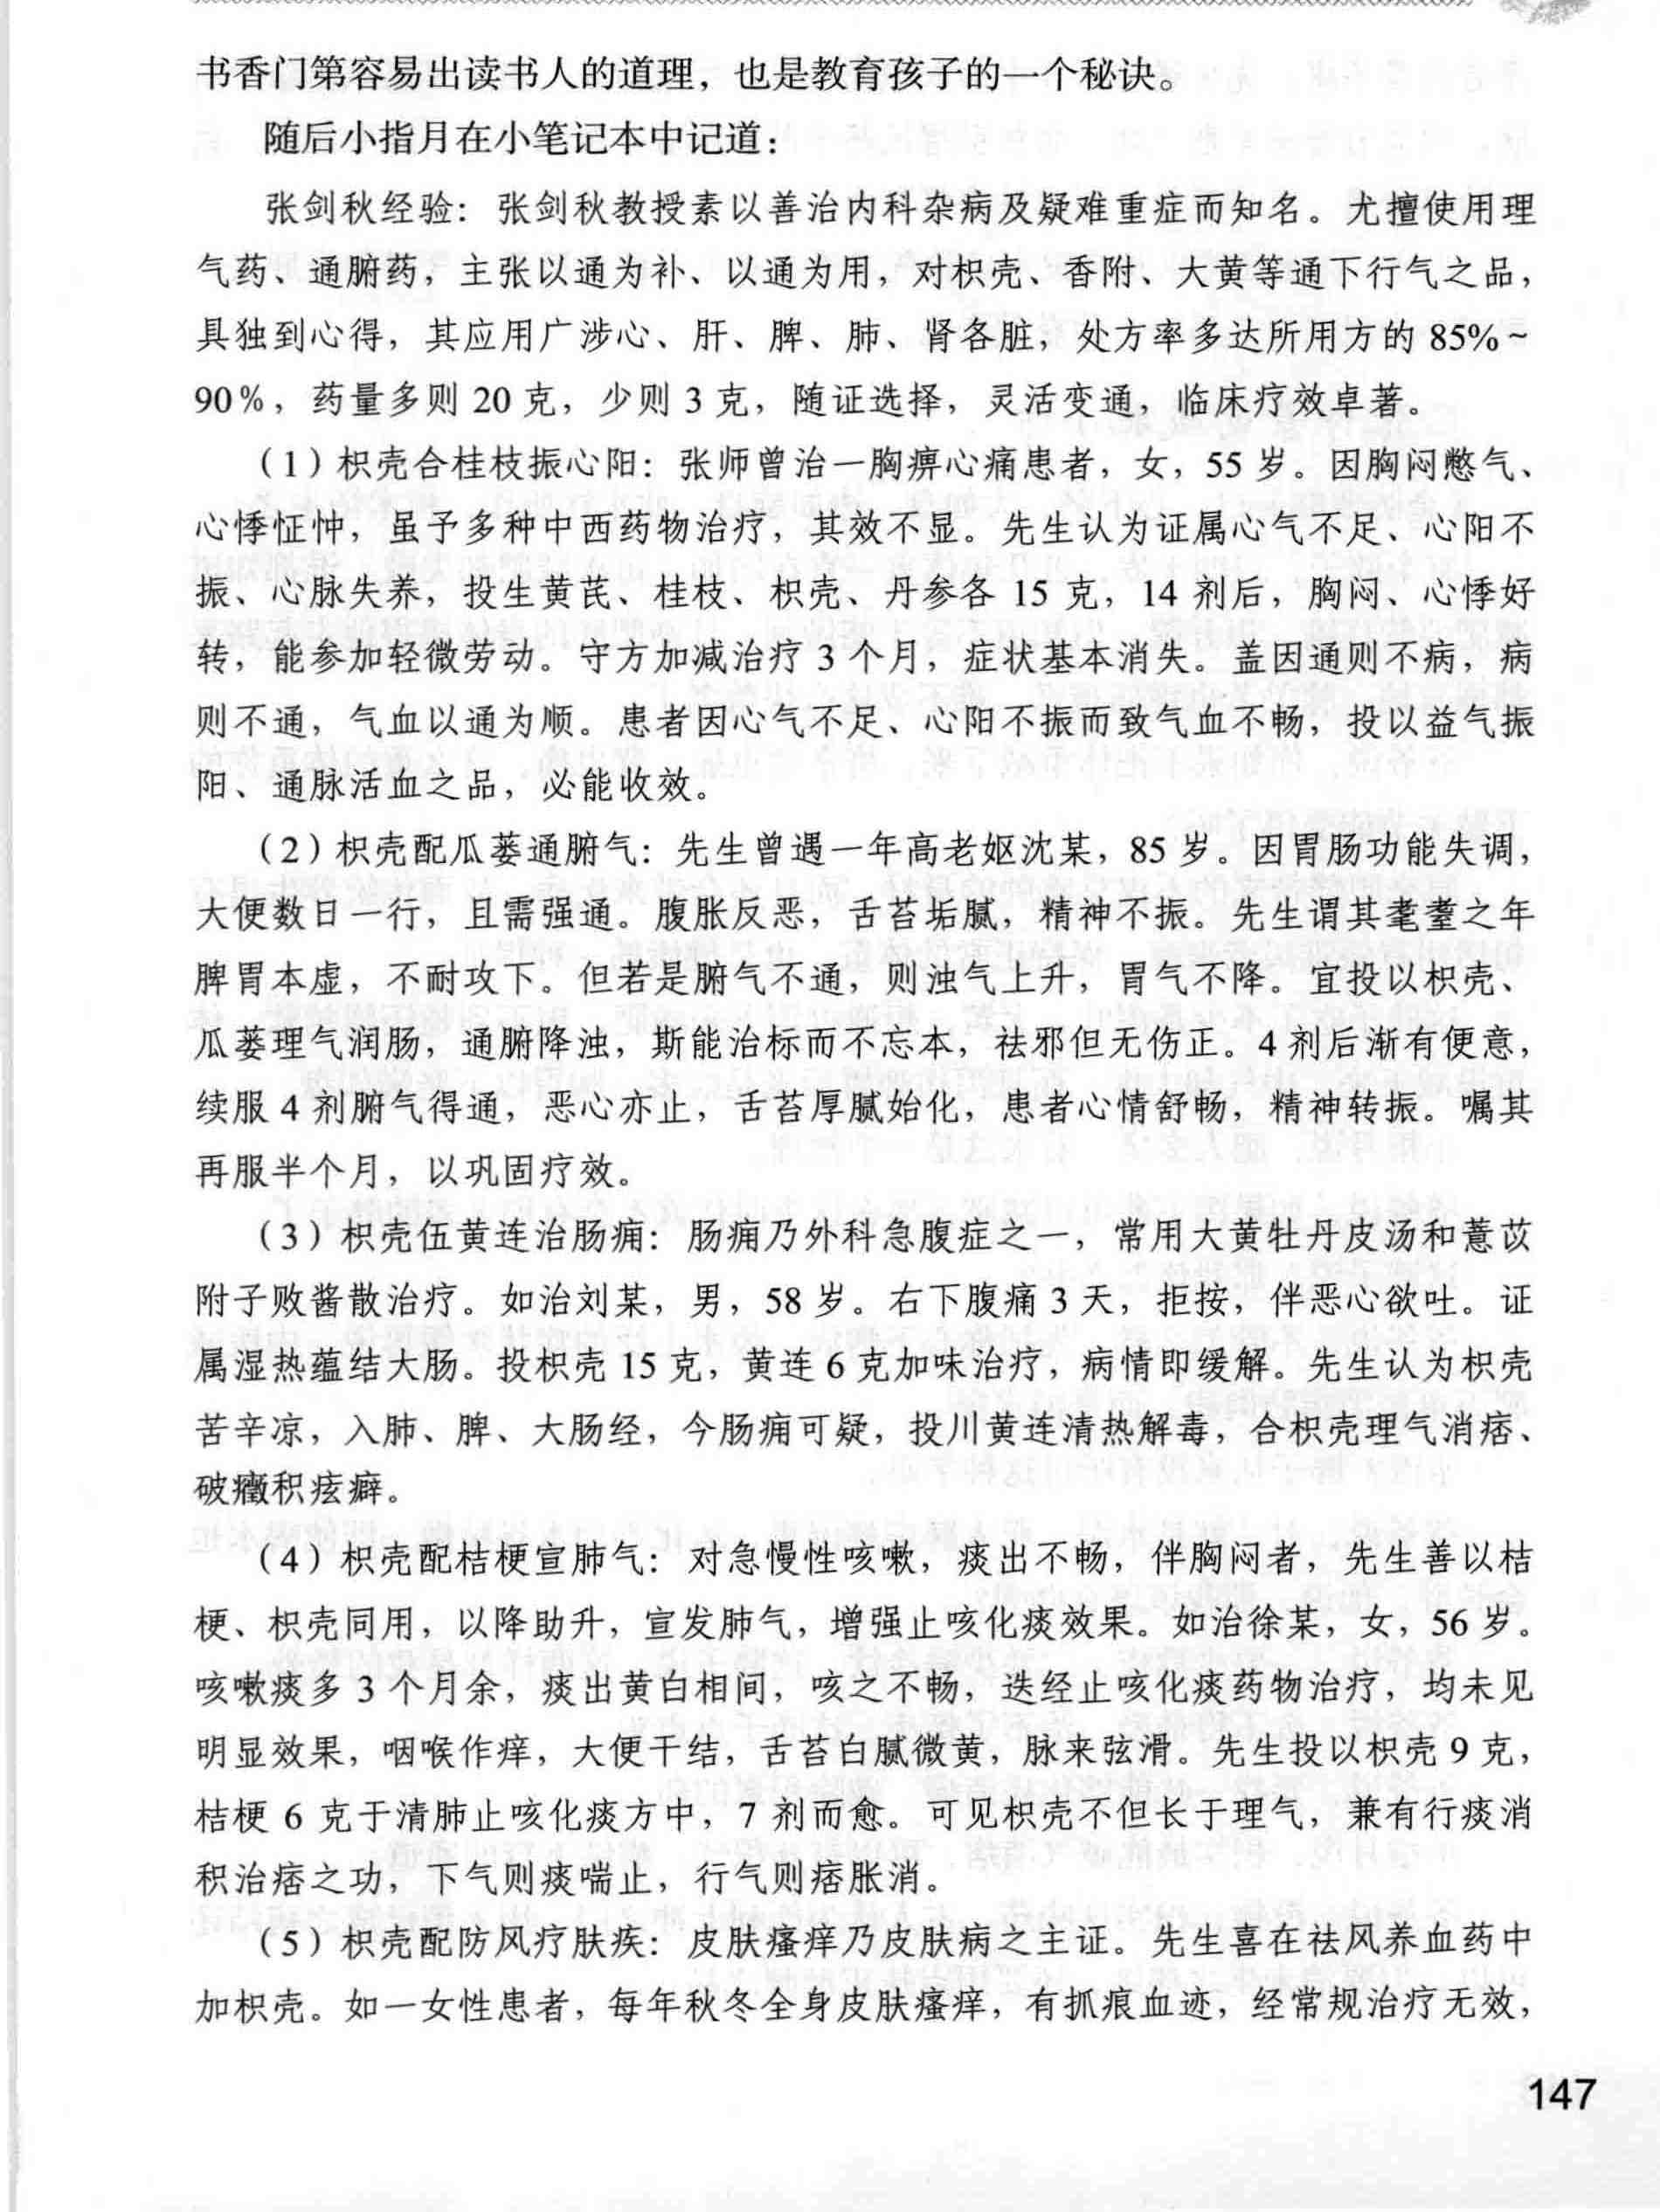 书香门第容易出读书人的道理，也是教育孩子的一个秘诀。
随后小指月在小笔记本中记道：
张剑秋经验：张剑秋教授素以善治内科杂病及疑难重症而知名。尤擅使用理
气药、通腑药，主张以通为补、以通为用，对枳壳、香附、大黄等通下行气之品，
具独到心得，其应用广涉心、肝、脾、肺、肾各脏，处方率多达所用方的 85%~
90%，药量多则 20 克，少则 3 克，随证选择，灵活变通，临床疗效卓著。
（1）枳壳合桂枝振心阳：张师曾治一胸痹心痛患者，女，55 岁。因胸闷憋气、
心悸怔忡，虽予多种中西药物治疗，其效不显。先生认为证属心气不足、心阳不
振、心脉失养，投生黄芪、桂枝、枳壳、丹参各 15 克，14 剂后，胸闷、心悸好
转，能参加轻微劳动。守方加减治疗 3 个月，症状基本消失。盖因通则不病，病
则不通，气血以通为顺。患者因心气不足、心阳不振而致气血不畅，投以益气振
阳、通脉活血之品，必能收效。
（2）枳壳配瓜蒌通腑气：先生曾遇一年高老妪沈某，85 岁。因胃肠功能失调，
大便数日一行，且需强通。腹胀反恶，舌苔垢腻，精神不振。先生谓其耄耋之年
脾胃本虚，不耐攻下。但若是腑气不通，则浊气上升，胃气不降。宜投以枳壳、
瓜蒌理气润肠，通腑降浊，斯能治标而不忘本，祛邪但无伤正。4 剂后渐有便意，
续服 4 剂腑气得通，恶心亦止，舌苔厚腻始化，患者心情舒畅，精神转振。嘱其
再服半个月，以巩固疗效。
（3）枳壳伍黄连治肠痈：肠痈乃外科急腹症之一，常用大黄牡丹皮汤和薏苡
附子败酱散治疗。如治刘某，男，58 岁。右下腹痛 3 天，拒按，伴恶心欲吐。证
属湿热蕴结大肠。投枳壳 15 克，黄连 6 克加味治疗，病情即缓解。先生认为枳壳
苦辛凉，入肺、脾、大肠经，今肠痈可疑，投川黄连清热解毒，合枳壳理气消痞、
破癥积痃癖。
（4）枳壳配桔梗宣肺气：对急慢性咳嗽，痰出不畅，伴胸闷者，先生善以桔
梗、枳壳同用，以降助升，宣发肺气，增强止咳化痰效果。如治徐某，女，56 岁。
咳嗽痰多 3 个月余，痰出黄白相间，咳之不畅，迭经止咳化痰药物治疗，均未见
明显效果，咽喉作痒，大便干结，舌苔白腻微黄，脉来弦滑。先生投以枳壳 9 克，
桔梗 6 克于清肺止咳化痰方中，7 剂而愈。可见枳壳不但长于理气，兼有行痰消
积治痞之功，下气则痰喘止，行气则痞胀消。
（5）枳壳配防风疗肤疾：皮肤瘙痒乃皮肤病之主证。先生喜在祛风养血药中
加枳壳。如一女性患者，每年秋冬全身皮肤瘙痒，有抓痕血迹，经常规治疗无效，
147